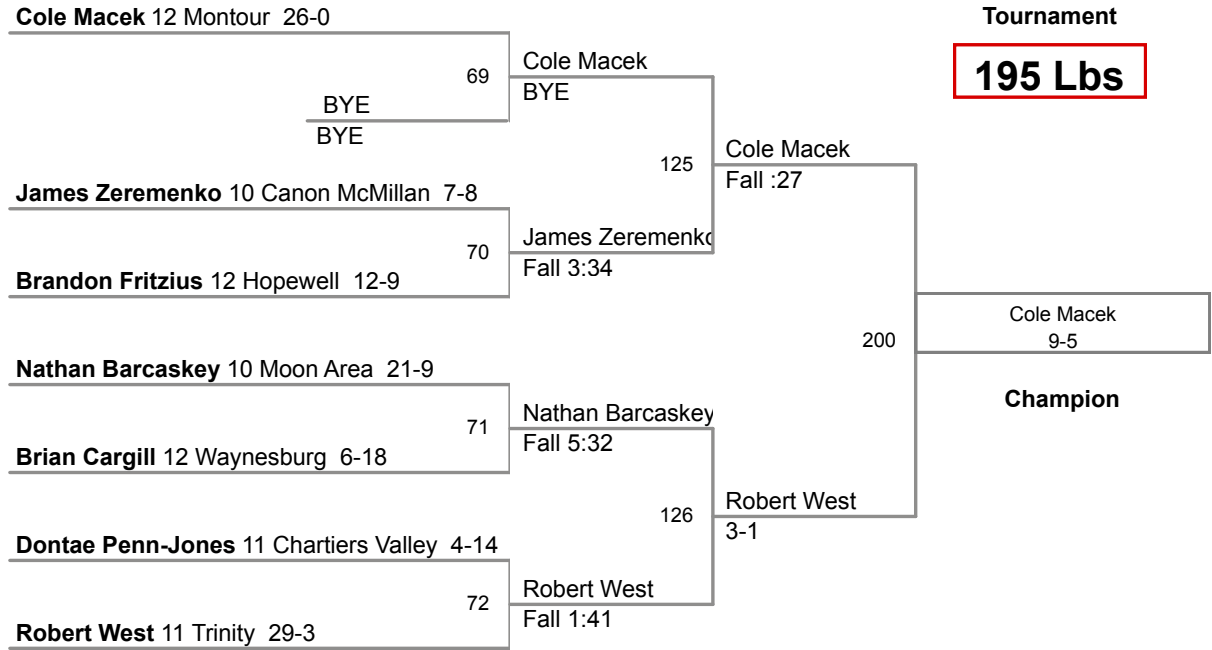 Cole Macek 12 Montour 26-0
Tournament
195 Lbs
69
Cole Macek
BYE
BYE
BYE
125
Cole Macek
Fall :27
James Zeremenko 10 Canon McMillan 7-8
70
James Zeremenko
Fall 3:34
Brandon Fritzius 12 Hopewell 12-9
200
Cole Macek
9-5
Champion
Nathan Barcaskey 10 Moon Area 21-9
71
Nathan Barcaskey
Fall 5:32
Brian Cargill 12 Waynesburg 6-18
126
Robert West
3-1
Dontae Penn-Jones 11 Chartiers Valley 4-14
72
Robert West
Fall 1:41
Robert West 11 Trinity 29-3